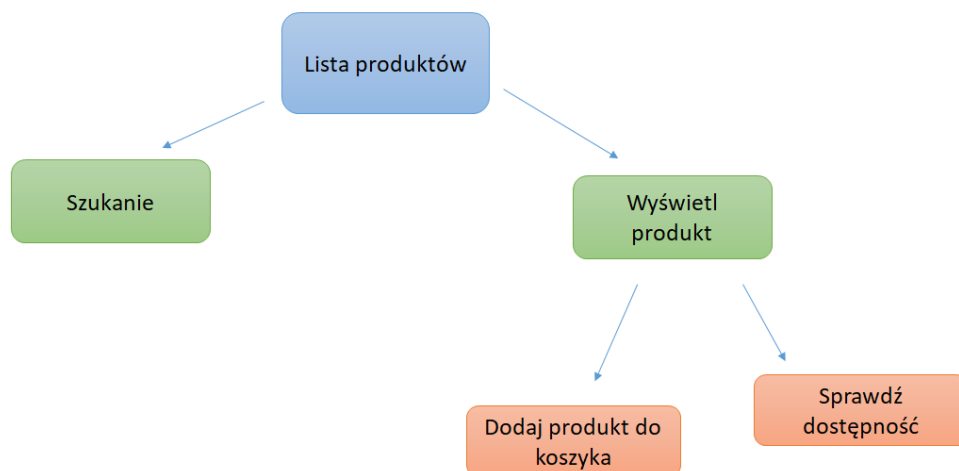 Lista produktów
Szukanie
Wyświetl
produkt
Dodaj produkt do
koszyka
Sprawdź
dostępność